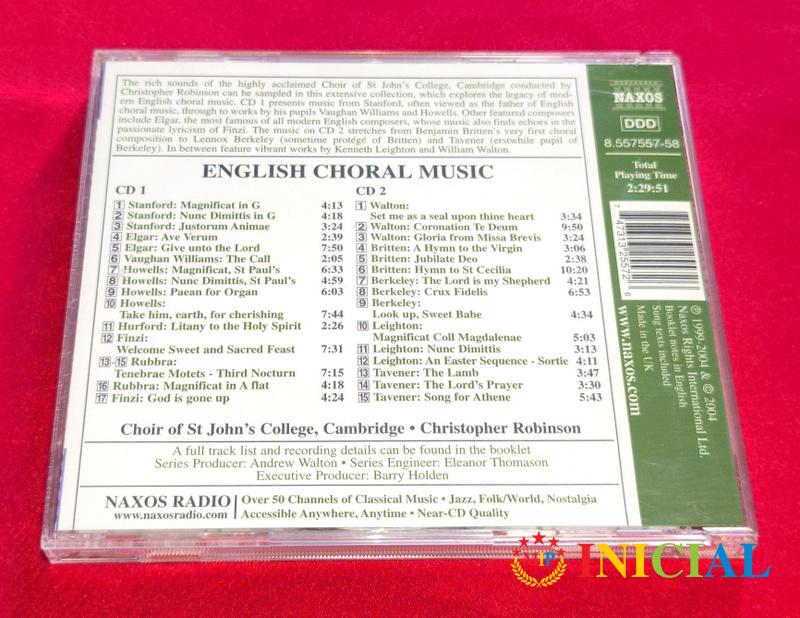 The rich sounds of the highly acclaimed Choir of St John's College, Cambridge conducted by
Christopher Robinson can be sampled in this extensive collection, which explores the legacy of mod-
ern English choral music. CD 1 presents music from Stanford, often viewed as the father of English
choral music, through to works by his pupils Vaughan Williams and Howells. Other featured composers
include Elgar, the most famous of all modern English composers, whose music also finds echoes in the
passionate lyricism of Finzi. The music on CD 2 stretches from Benjamin Britten's very first choral
composition to Lennox Berkeley (sometime protégé of Britten) and Tavener (erstwhile pupil of
Berkeley). In between feature vibrant works by Kenneth Leighton and William Walton.
ENGLISH CHORAL MUSIC
CD 1
1 Stanford: Magnificat in G 4:13
2 Stanford: Nunc Dimittis in G 4:18
3 Stanford: Justorum Animae 3:24
4 Elgar: Ave Verum 2:39
5 Elgar: Give unto the Lord 7:50
6 Vaughan Williams: The Call 2:05
7 Howells: Magnificat, St Paul's 6:33
8 Howells: Nunc Dimittis, St Paul's 4:59
9 Howells: Paean for Organ 6:03
10 Howells:
Take him, earth, for cherishing 7:44
11 Hurford: Litany to the Holy Spirit 2:26
12 Finzi:
Welcome Sweet and Sacred Feast 7:31
13-15 Rubbra:
Tenebrae Motets - Third Nocturn 7:15
16 Rubbra: Magnificat in A flat 4:18
17 Finzi: God is gone up 4:24
CD 2
1 Walton:
Set me as a seal upon thine heart 3:34
2 Walton: Coronation Te Deum 9:50
3 Walton: Gloria from Missa Brevis 3:24
4 Britten: A Hymn to the Virgin 3:06
5 Britten: Jubilate Deo 2:38
6 Britten: Hymn to St Cecilia 10:20
7 Berkeley: The Lord is my Shepherd 4:21
8 Berkeley: Crux Fidelis 6:53
9 Berkeley:
Look up, Sweet Babe 4:34
10 Leighton:
Magnificat Coll Magdalenae 5:03
11 Leighton: Nunc Dimittis 3:13
12 Leighton: An Easter Sequence - Sortie 4:11
13 Tavener: The Lamb 3:47
14 Tavener: The Lord's Prayer 3:30
15 Tavener: Song for Athene 5:43
Choir of St John's College, Cambridge • Christopher Robinson
A full track list and recording details can be found in the booklet
Series Producer: Andrew Walton • Series Engineer: Eleanor Thomason
Executive Producer: Barry Holden
NAXOS RADIO
www.naxosradio.com
Over 50 Channels of Classical Music • Jazz, Folk/World, Nostalgia
Accessible Anywhere, Anytime • Near-CD Quality
NAXOS
DDD
8.557557-58
Total
Playing Time
2:29:51
7 47313 25572 6
℗ 1999-2004 & © 2004
Naxos Rights International Ltd.
Booklet notes in English
Song texts included
Made in the UK
www.naxos.com
VIP
INICIAL